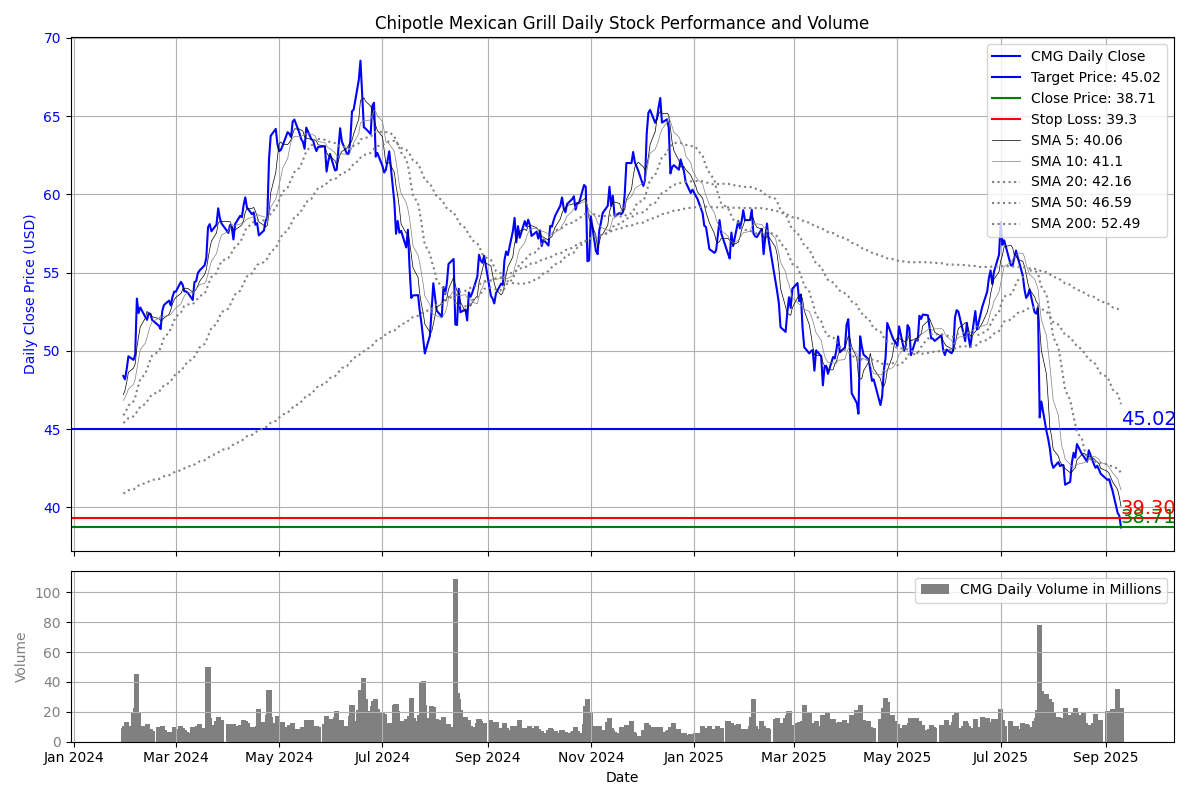 Chipotle Mexican Grill Daily Stock Performance and Volume
70
65
60
55
50
45
40
Daily Close Price (USD)
CMG Daily Close
Target Price: 45.02
Close Price: 38.71
Stop Loss: 39.3
SMA 5: 40.06
SMA 10: 41.1
SMA 20: 42.16
SMA 50: 46.59
SMA 200: 52.49
45.02
39.30
38.71
100
80
60
40
20
0
Volume
CMG Daily Volume in Millions
Jan 2024 Mar 2024 May 2024 Jul 2024 Sep 2024 Nov 2024 Jan 2025 Mar 2025 May 2025 Jul 2025 Sep 2025
Date